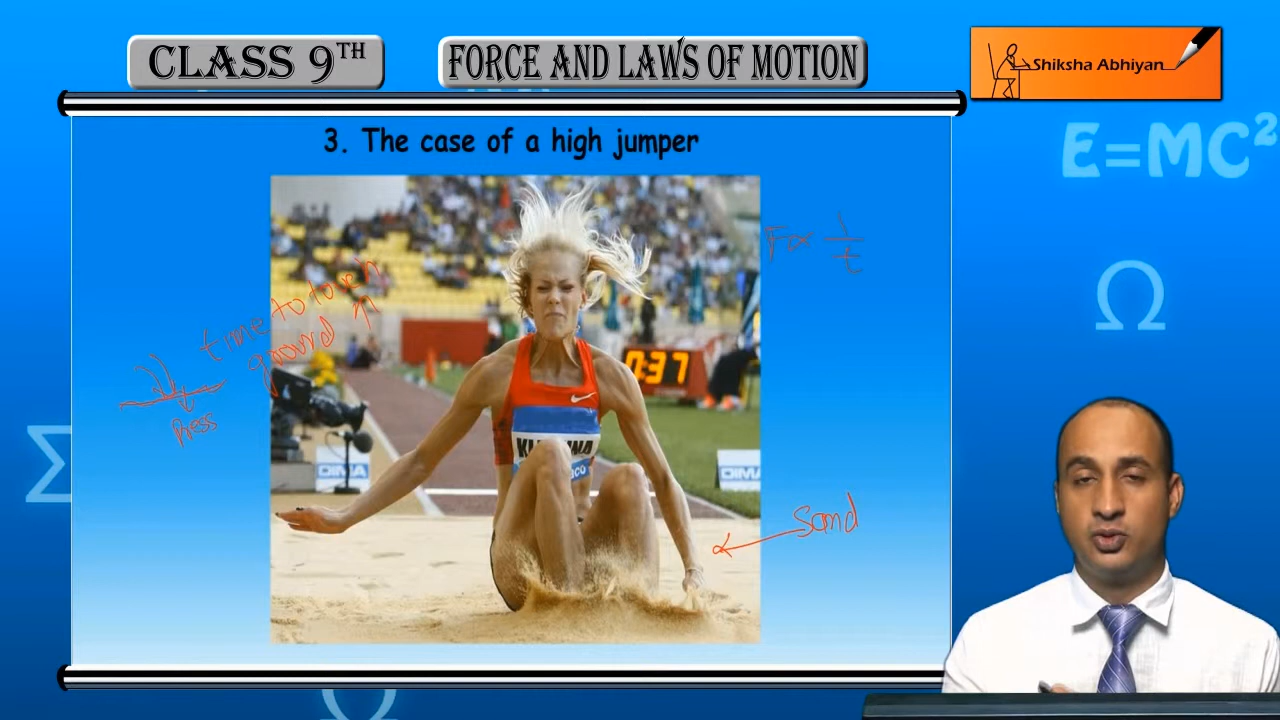 CLASS 9TH
FORCE AND LAWS OF MOTION
Shiksha Abhiyan
3. The case of a high jumper
E=MC²
Ω
Σ
Ω
F∝ 1/t
time to touch
ground ↑
Press
0:37
DIMA
DIMA
Sand